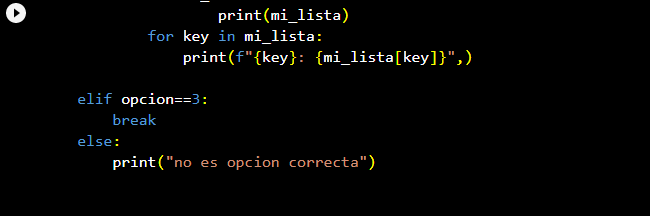 print(mi_lista)
for key in mi_lista:
print(f"{key}: {mi_lista[key]}",)
elif opcion==3:
break
else:
print("no es opcion correcta")